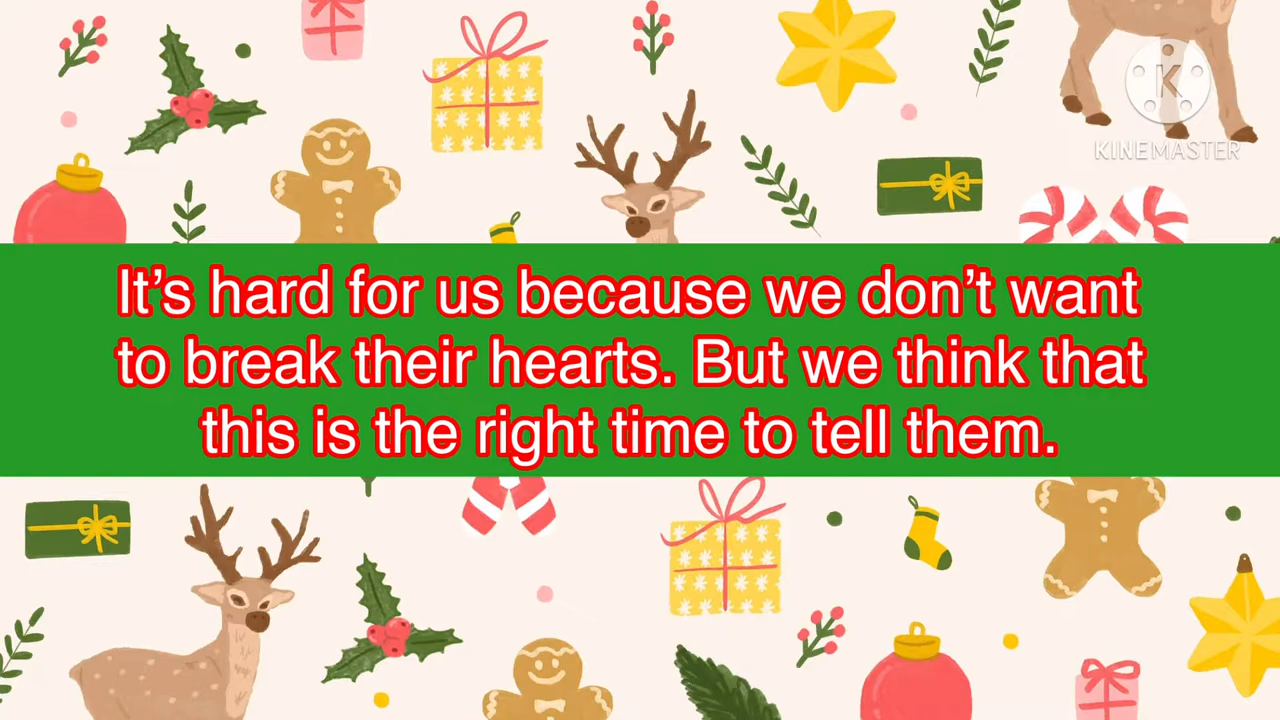 K
KINEMASTER
It's hard for us because we don't want
to break their hearts. But we think that
this is the right time to tell them.